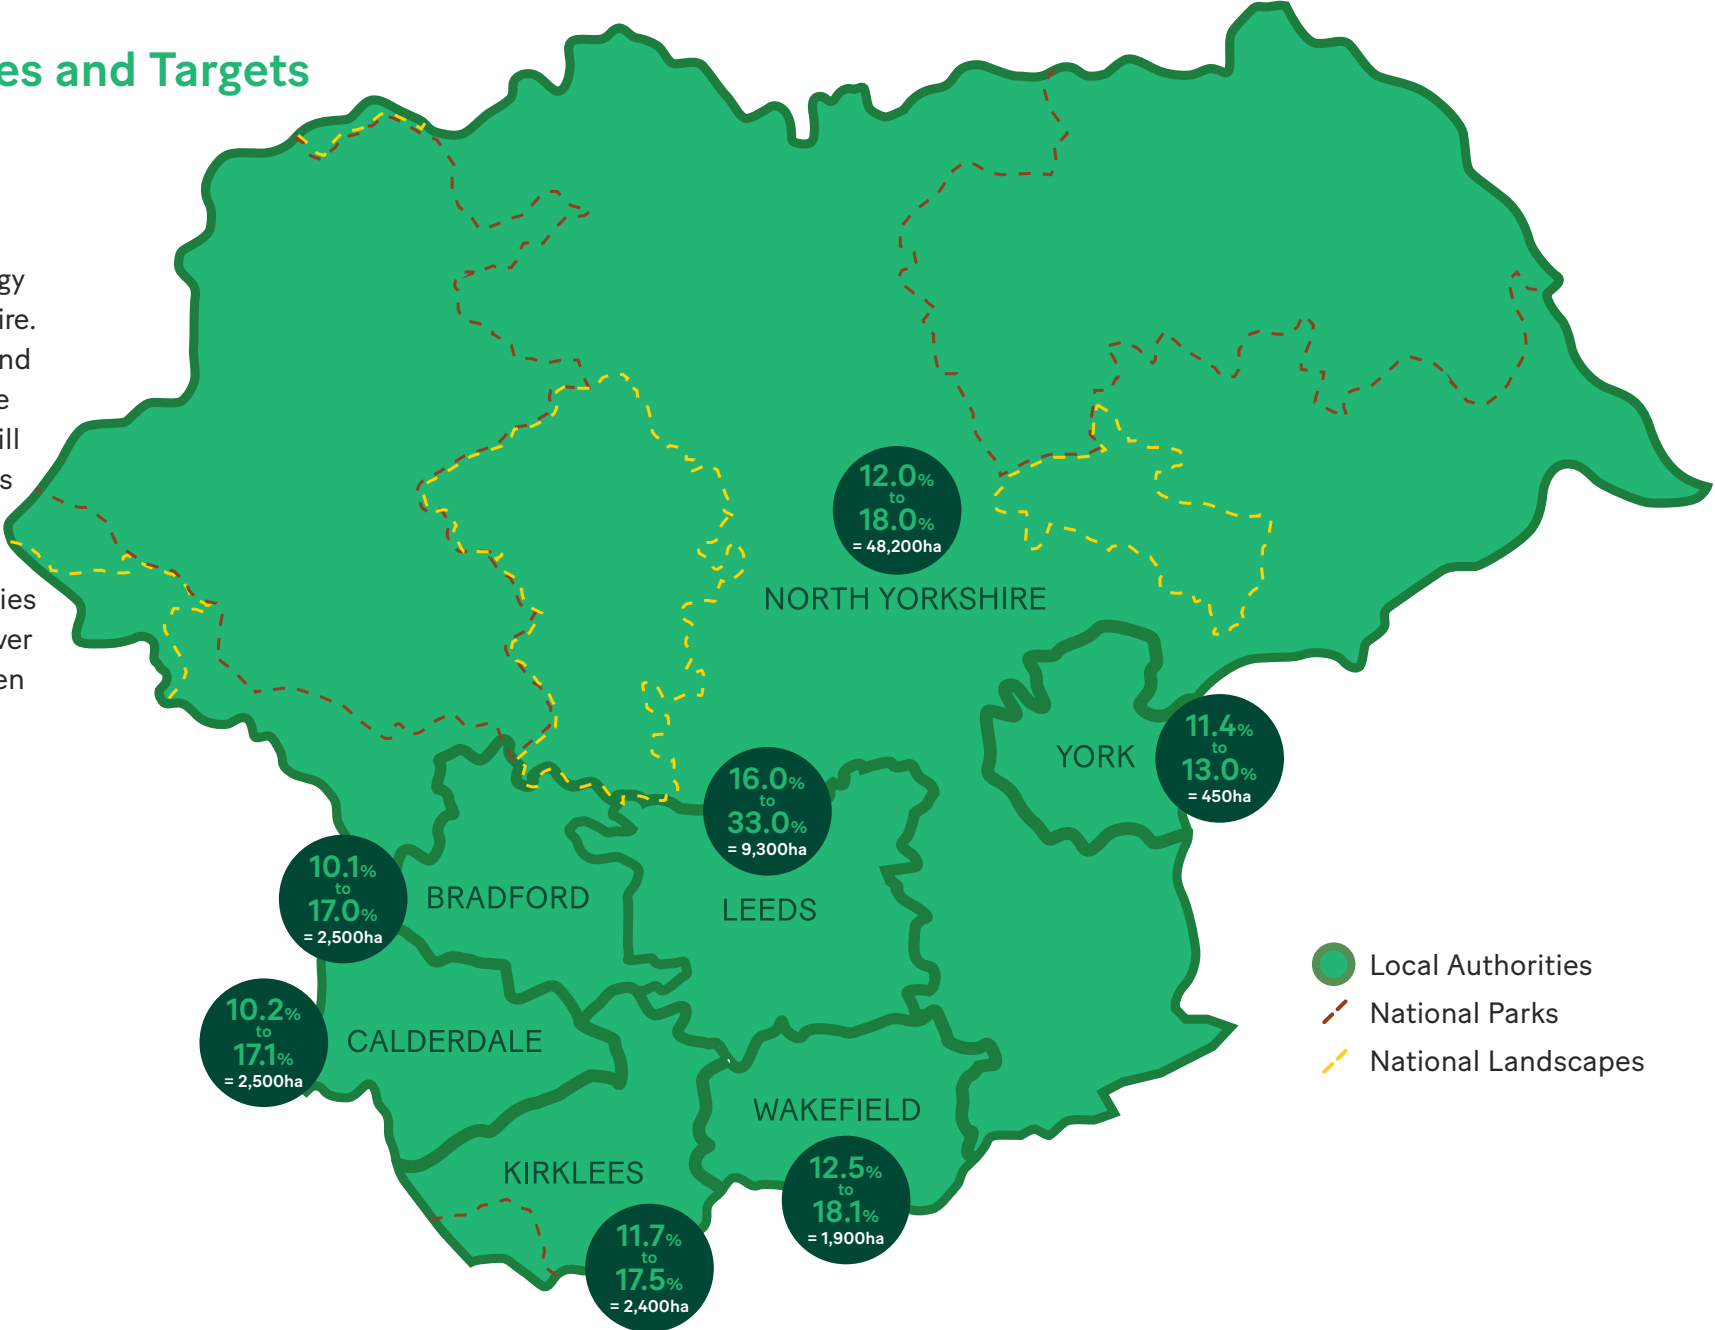 es and Targets
gy
ire.
nd
e
ill
s
ies
ver
en
12.0%
to
18.0%
= 48,200ha
NORTH YORKSHIRE
YORK
11.4%
to
13.0%
= 450ha
16.0%
to
33.0%
= 9,300ha
LEEDS
10.1%
to
17.0%
= 2,500ha
BRADFORD
10.2%
to
17.1%
= 2,500ha
CALDERDALE
WAKEFIELD
12.5%
to
18.1%
= 1,900ha
KIRKLEES
11.7%
to
17.5%
= 2,400ha
Local Authorities
National Parks
National Landscapes